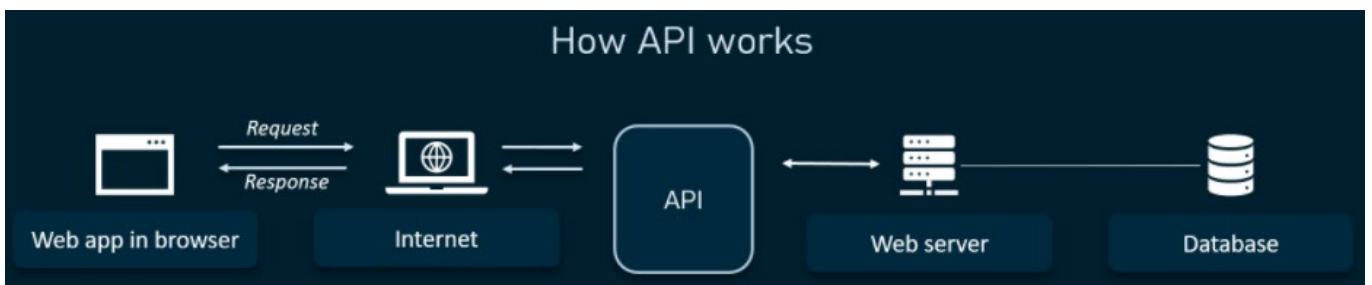 How API works
Request
Response
API
Web app in browser
Internet
Web server
Database